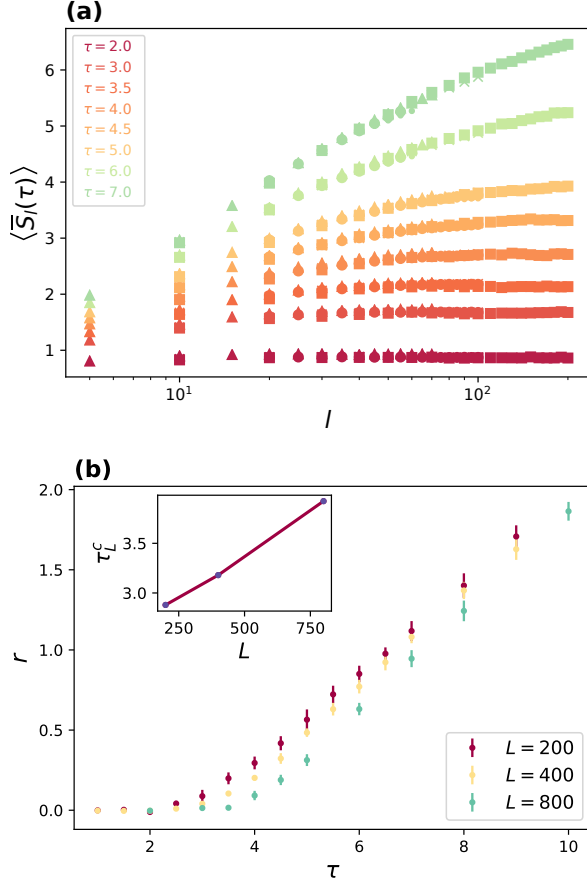 (a)
τ = 2.0
τ = 3.0
τ = 3.5
τ = 4.0
τ = 4.5
τ = 5.0
τ = 6.0
τ = 7.0
6
5
4
3
2
1
⟨S̅ₗ(τ)⟩
10¹
10²
l
(b)
2.0
1.5
1.0
0.5
0.0
r
3.5
3.0
τ_L^c
250
500
750
L
L = 200
L = 400
L = 800
2
4
6
8
10
τ